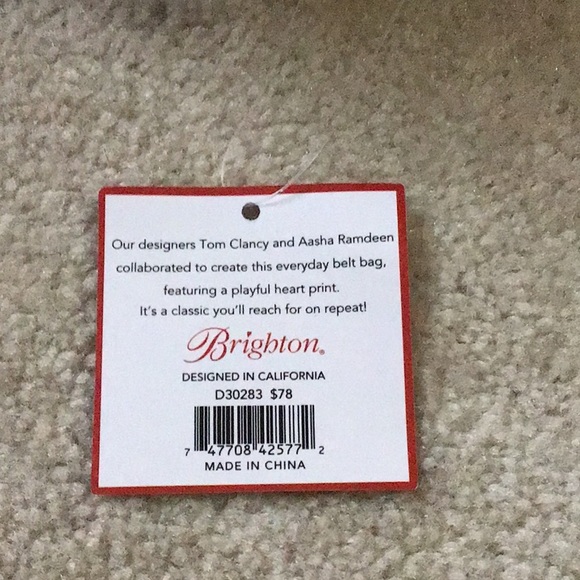 Our designers Tom Clancy and Aasha Ramdeen
collaborated to create this everyday belt bag,
featuring a playful heart print.
It's a classic you'll reach for on repeat!
Brighton®
DESIGNED IN CALIFORNIA
D30283 $78
7 47708 42577 2
MADE IN CHINA